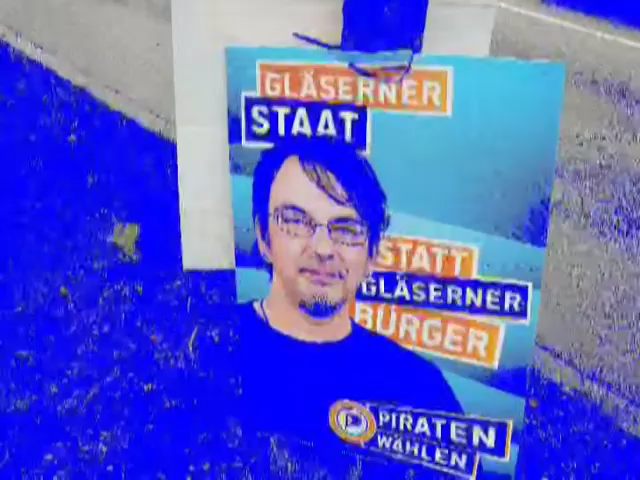 GLÄSERNER
STAAT
STATT
GLÄSERNER
BÜRGER
PIRATEN
WÄHLEN